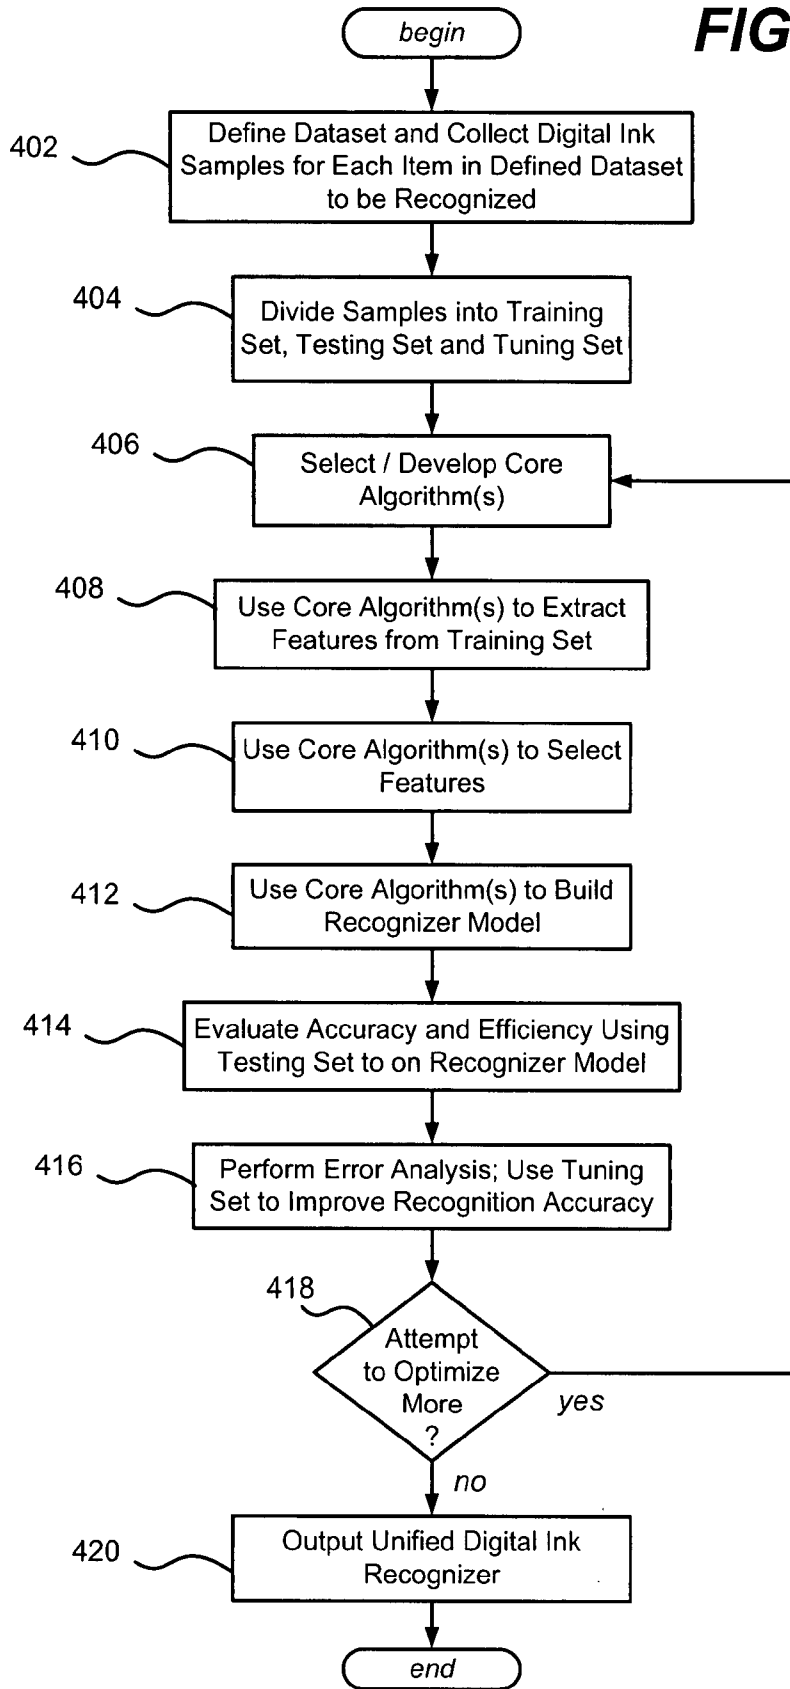 begin
FIG
402
Define Dataset and Collect Digital Ink
Samples for Each Item in Defined Dataset
to be Recognized
404
Divide Samples into Training
Set, Testing Set and Tuning Set
406
Select / Develop Core
Algorithm(s)
408
Use Core Algorithm(s) to Extract
Features from Training Set
410
Use Core Algorithm(s) to Select
Features
412
Use Core Algorithm(s) to Build
Recognizer Model
414
Evaluate Accuracy and Efficiency Using
Testing Set to on Recognizer Model
416
Perform Error Analysis; Use Tuning
Set to Improve Recognition Accuracy
418
Attempt
to Optimize
More
?
yes
no
420
Output Unified Digital Ink
Recognizer
end